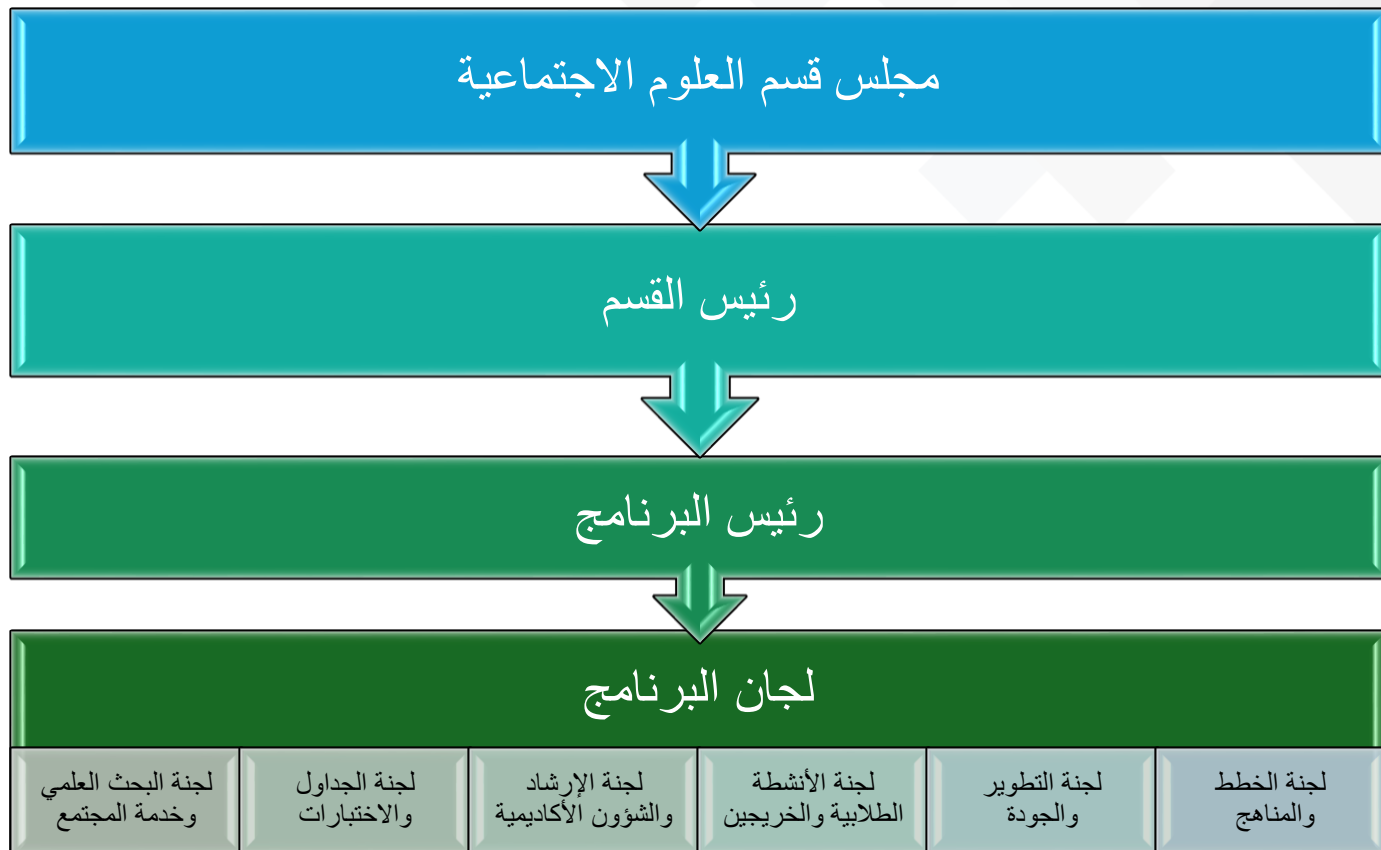 مجلس قسم العلوم الاجتماعية
رئيس القسم
رئيس البرنامج
لجان البرنامج
لجنة الخطط
والمناهج
لجنة التطوير
والجودة
لجنة الأنشطة
الطلابية والخريجين
لجنة الإرشاد
والشؤون الأكاديمية
لجنة الجداول
والاختبارات
لجنة البحث العلمي
وخدمة المجتمع